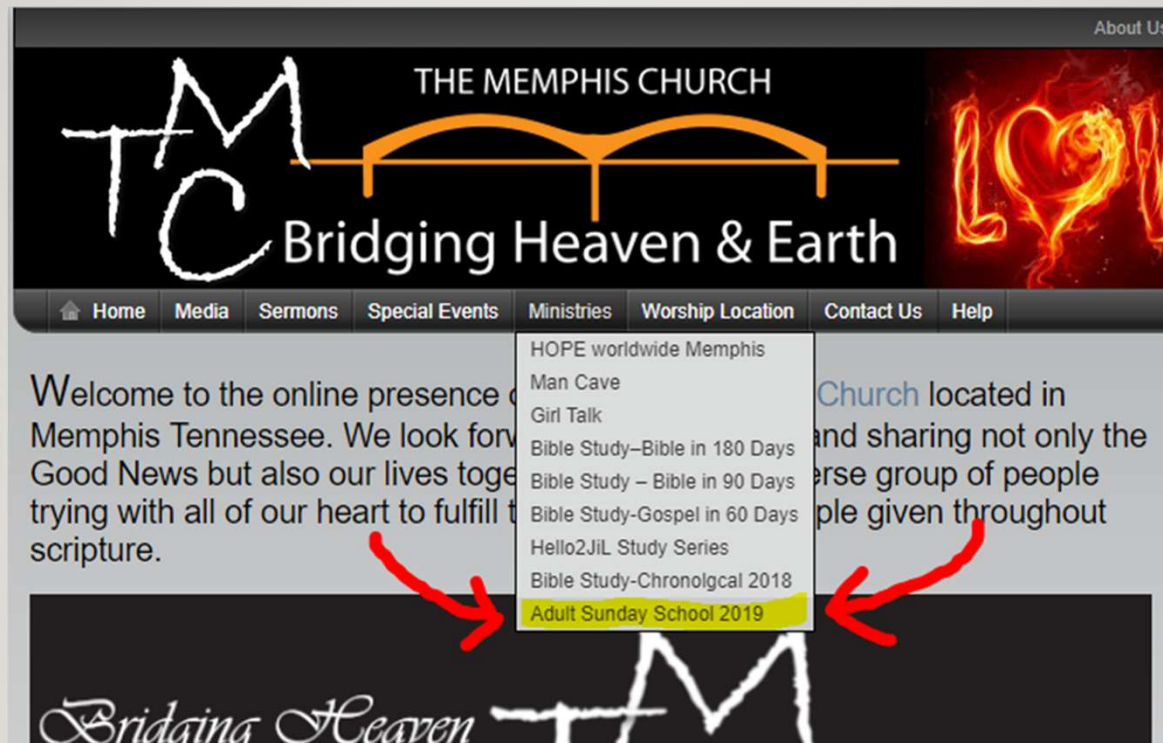 About Us
TMC
THE MEMPHIS CHURCH
Bridging Heaven & Earth
Home Media Sermons Special Events Ministries Worship Location Contact Us Help
HOPE worldwide Memphis
Man Cave
Girl Talk
Bible Study–Bible in 180 Days
Bible Study – Bible in 90 Days
Bible Study-Gospel in 60 Days
Hello2JiL Study Series
Bible Study-Chronolgcal 2018
Adult Sunday School 2019
Welcome to the online presence Church located in
Memphis Tennessee. We look and sharing not only the
Good News but also our lives group of people
trying with all of our heart to fulfill given throughout
scripture.
Bridging Heaven
TM